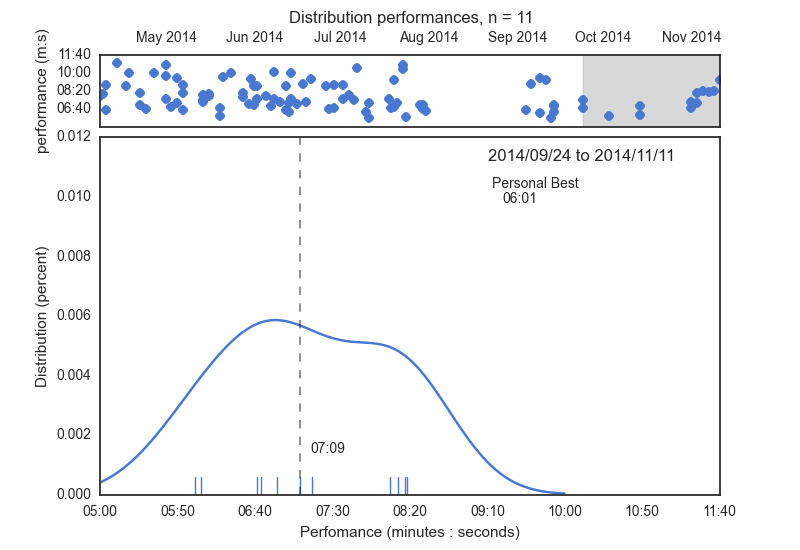 Distribution performances, n = 11
May 2014 Jun 2014 Jul 2014 Aug 2014 Sep 2014 Oct 2014 Nov 2014
performance (m:s)
11:40
10:00
08:20
06:40
Distribution (percent)
0.012
0.010
0.008
0.006
0.004
0.002
0.000
2014/09/24 to 2014/11/11
Personal Best
06:01
07:09
05:00 05:50 06:40 07:30 08:20 09:10 10:00 10:50 11:40
Perfomance (minutes : seconds)